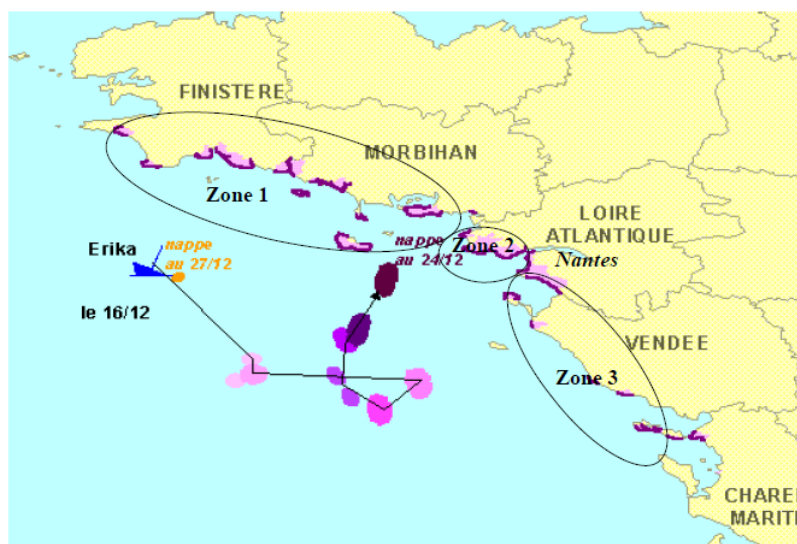 FINISTERE
MORBIHAN
Zone 1
LOIRE
ATLANTIQUE
Erika
nappe
au 27/12
nappe
au 24/12
Zone 2
Nantes
le 16/12
VENDEE
Zone 3
CHARE
MARITI